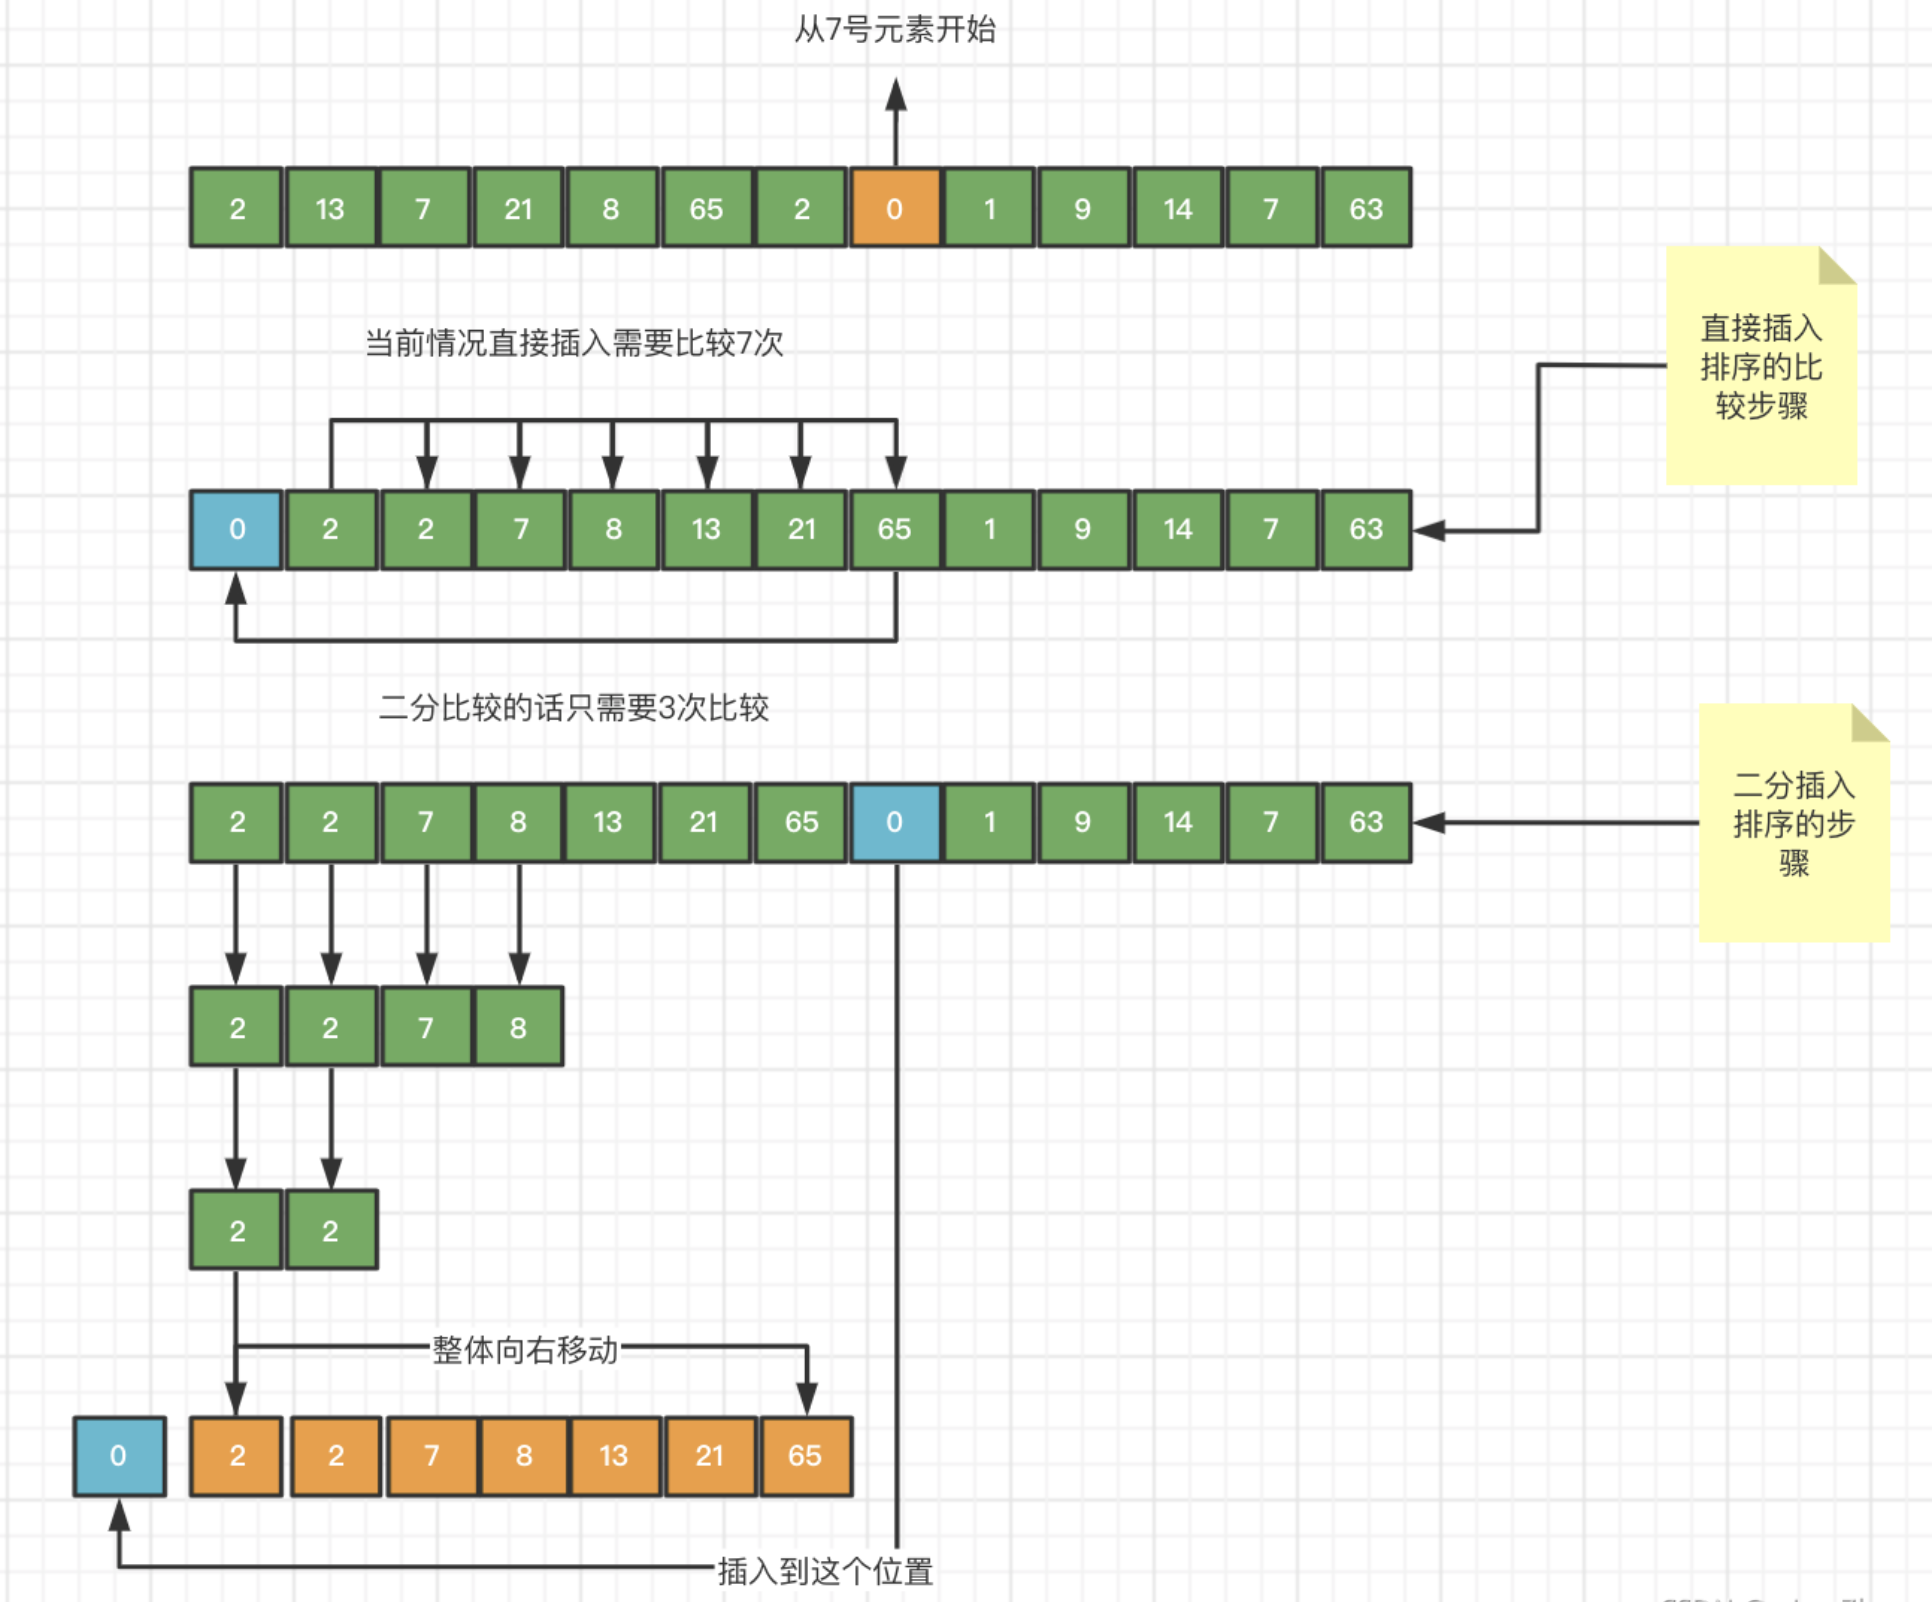 从7号元素开始
2 13 7 21 8 65 2 0 1 9 14 7 63
当前情况直接插入需要比较7次
直接插入
排序的比
较步骤
0 2 2 7 8 13 21 65 1 9 14 7 63
二分比较的话只需要3次比较
二分插入
排序的步
骤
2 2 7 8 13 21 65 0 1 9 14 7 63
2 2 7 8
2 2
整体向右移动
0 2 2 7 8 13 21 65
插入到这个位置